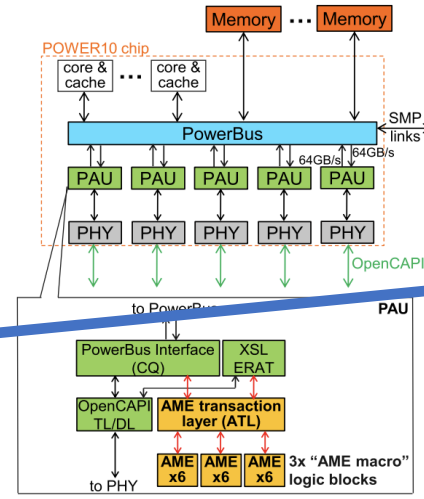 Memory ••• Memory
POWER10 chip
core &
cache
•••
core &
cache
PowerBus
SMP
links
64GB/s
64GB/s
PAU PAU PAU PAU PAU
PHY PHY PHY PHY PHY
OpenCAPI
to PowerBus
PAU
PowerBus Interface
(CQ)
XSL
ERAT
OpenCAPI
TL/DL
AME transaction
layer (ATL)
AME
x6
AME
x6
AME
x6
3x “AME macro”
logic blocks
to PHY